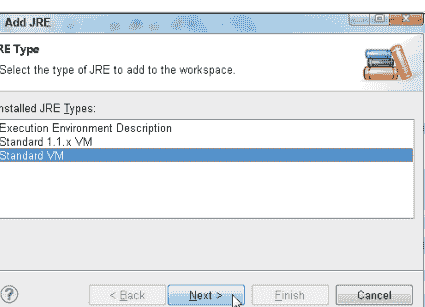 Add JRE
RE Type
Select the type of JRE to add to the workspace.
nstalled JRE Types:
Execution Environment Description
Standard 1.1.x VM
Standard VM
?
< Back Next > Finish Cancel